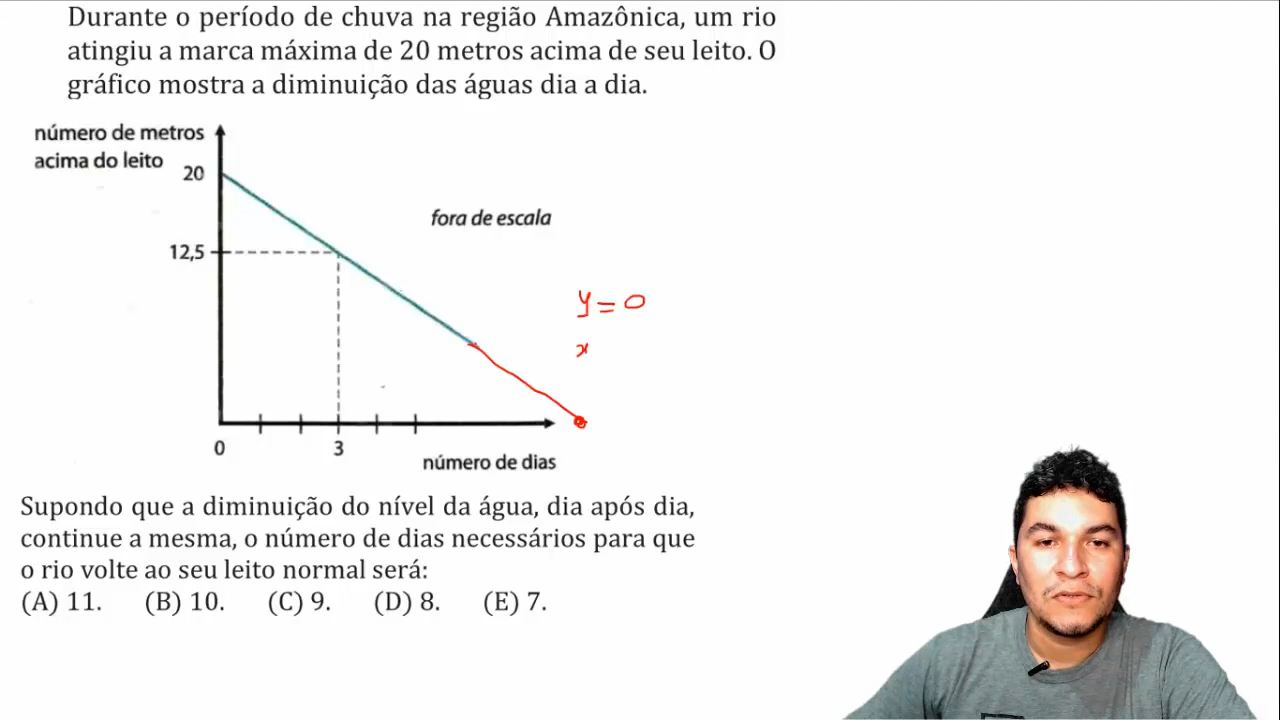 Durante o período de chuva na região Amazônica, um rio
atingiu a marca máxima de 20 metros acima de seu leito. O
gráfico mostra a diminuição das águas dia a dia.
número de metros
acima do leito
20
fora de escala
12,5
y = 0
x
0
3
número de dias
Supondo que a diminuição do nível da água, dia após dia,
continue a mesma, o número de dias necessários para que
o rio volte ao seu leito normal será:
(A) 11. (B) 10. (C) 9. (D) 8. (E) 7.